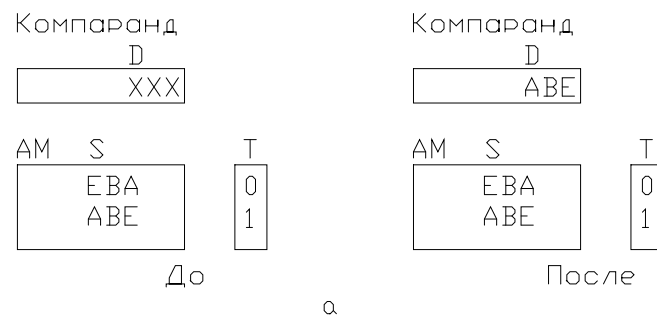 Компаранд Компаранд
D D
XXX ABE
AM S T AM S T
EBA 0 EBA 0
ABE 1 ABE 1
До После
а